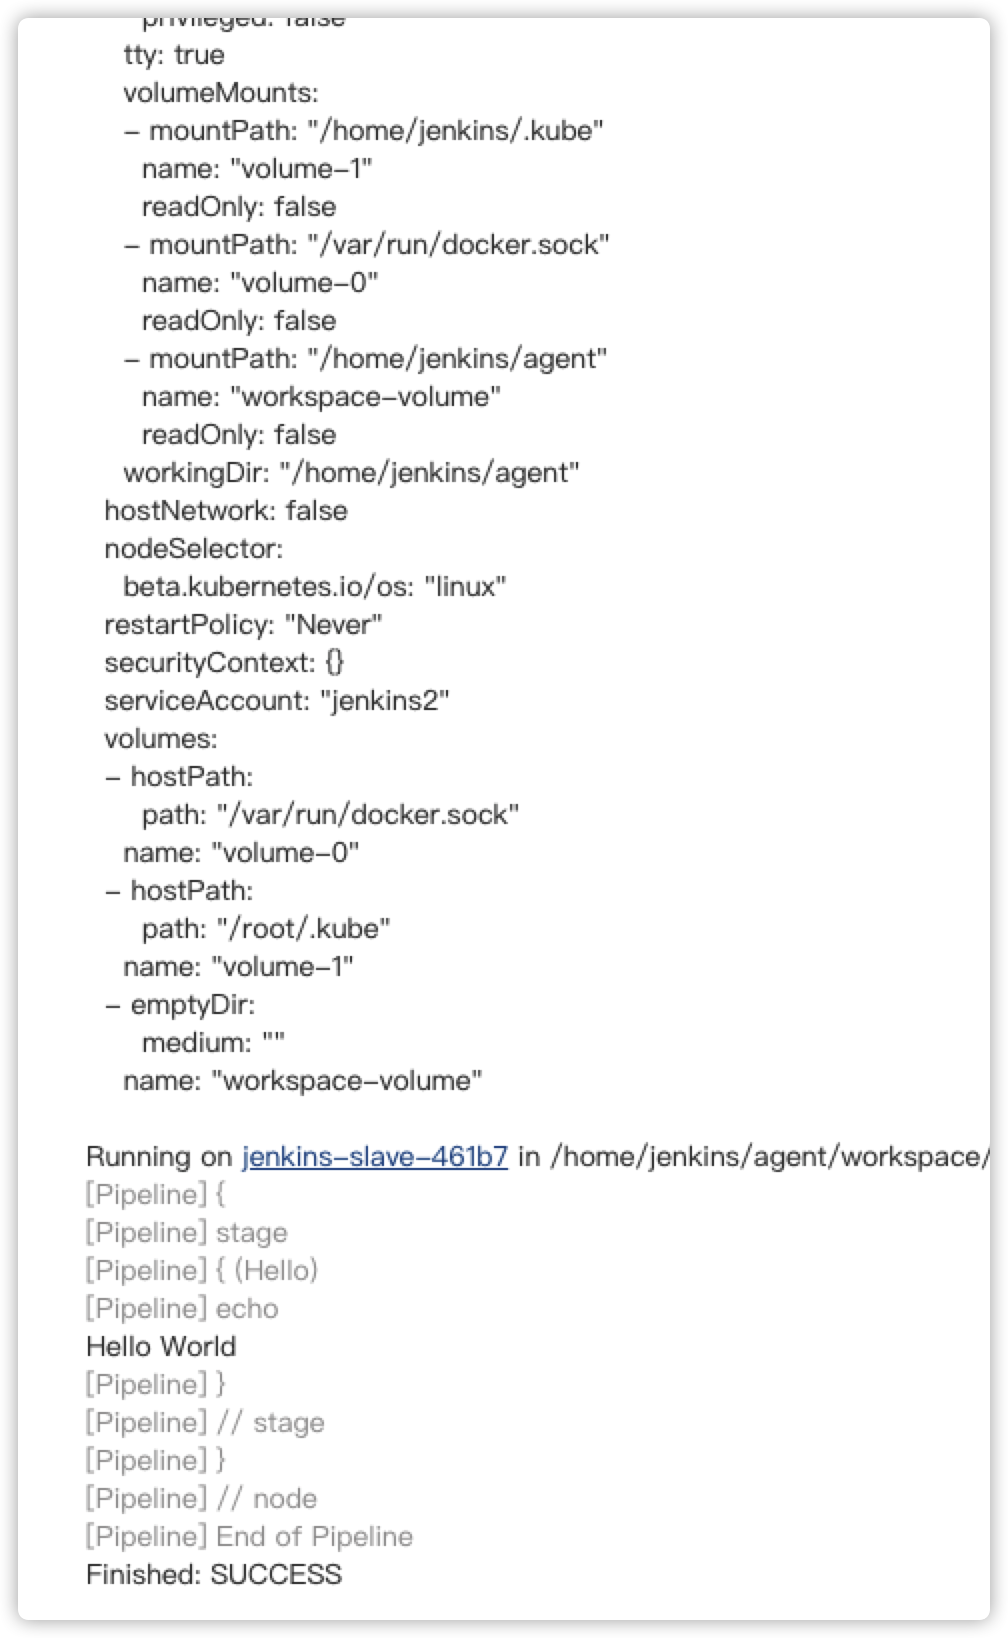 privileged: false
tty: true
volumeMounts:
– mountPath: "/home/jenkins/.kube"
name: "volume–1"
readOnly: false
– mountPath: "/var/run/docker.sock"
name: "volume–0"
readOnly: false
– mountPath: "/home/jenkins/agent"
name: "workspace–volume"
readOnly: false
workingDir: "/home/jenkins/agent"
hostNetwork: false
nodeSelector:
beta.kubernetes.io/os: "linux"
restartPolicy: "Never"
securityContext: {}
serviceAccount: "jenkins2"
volumes:
– hostPath:
path: "/var/run/docker.sock"
name: "volume–0"
– hostPath:
path: "/root/.kube"
name: "volume–1"
– emptyDir:
medium: ""
name: "workspace–volume"
Running on jenkins–slave–461b7 in /home/jenkins/agent/workspace/
[Pipeline] {
[Pipeline] stage
[Pipeline] { (Hello)
[Pipeline] echo
Hello World
[Pipeline] }
[Pipeline] // stage
[Pipeline] }
[Pipeline] // node
[Pipeline] End of Pipeline
Finished: SUCCESS